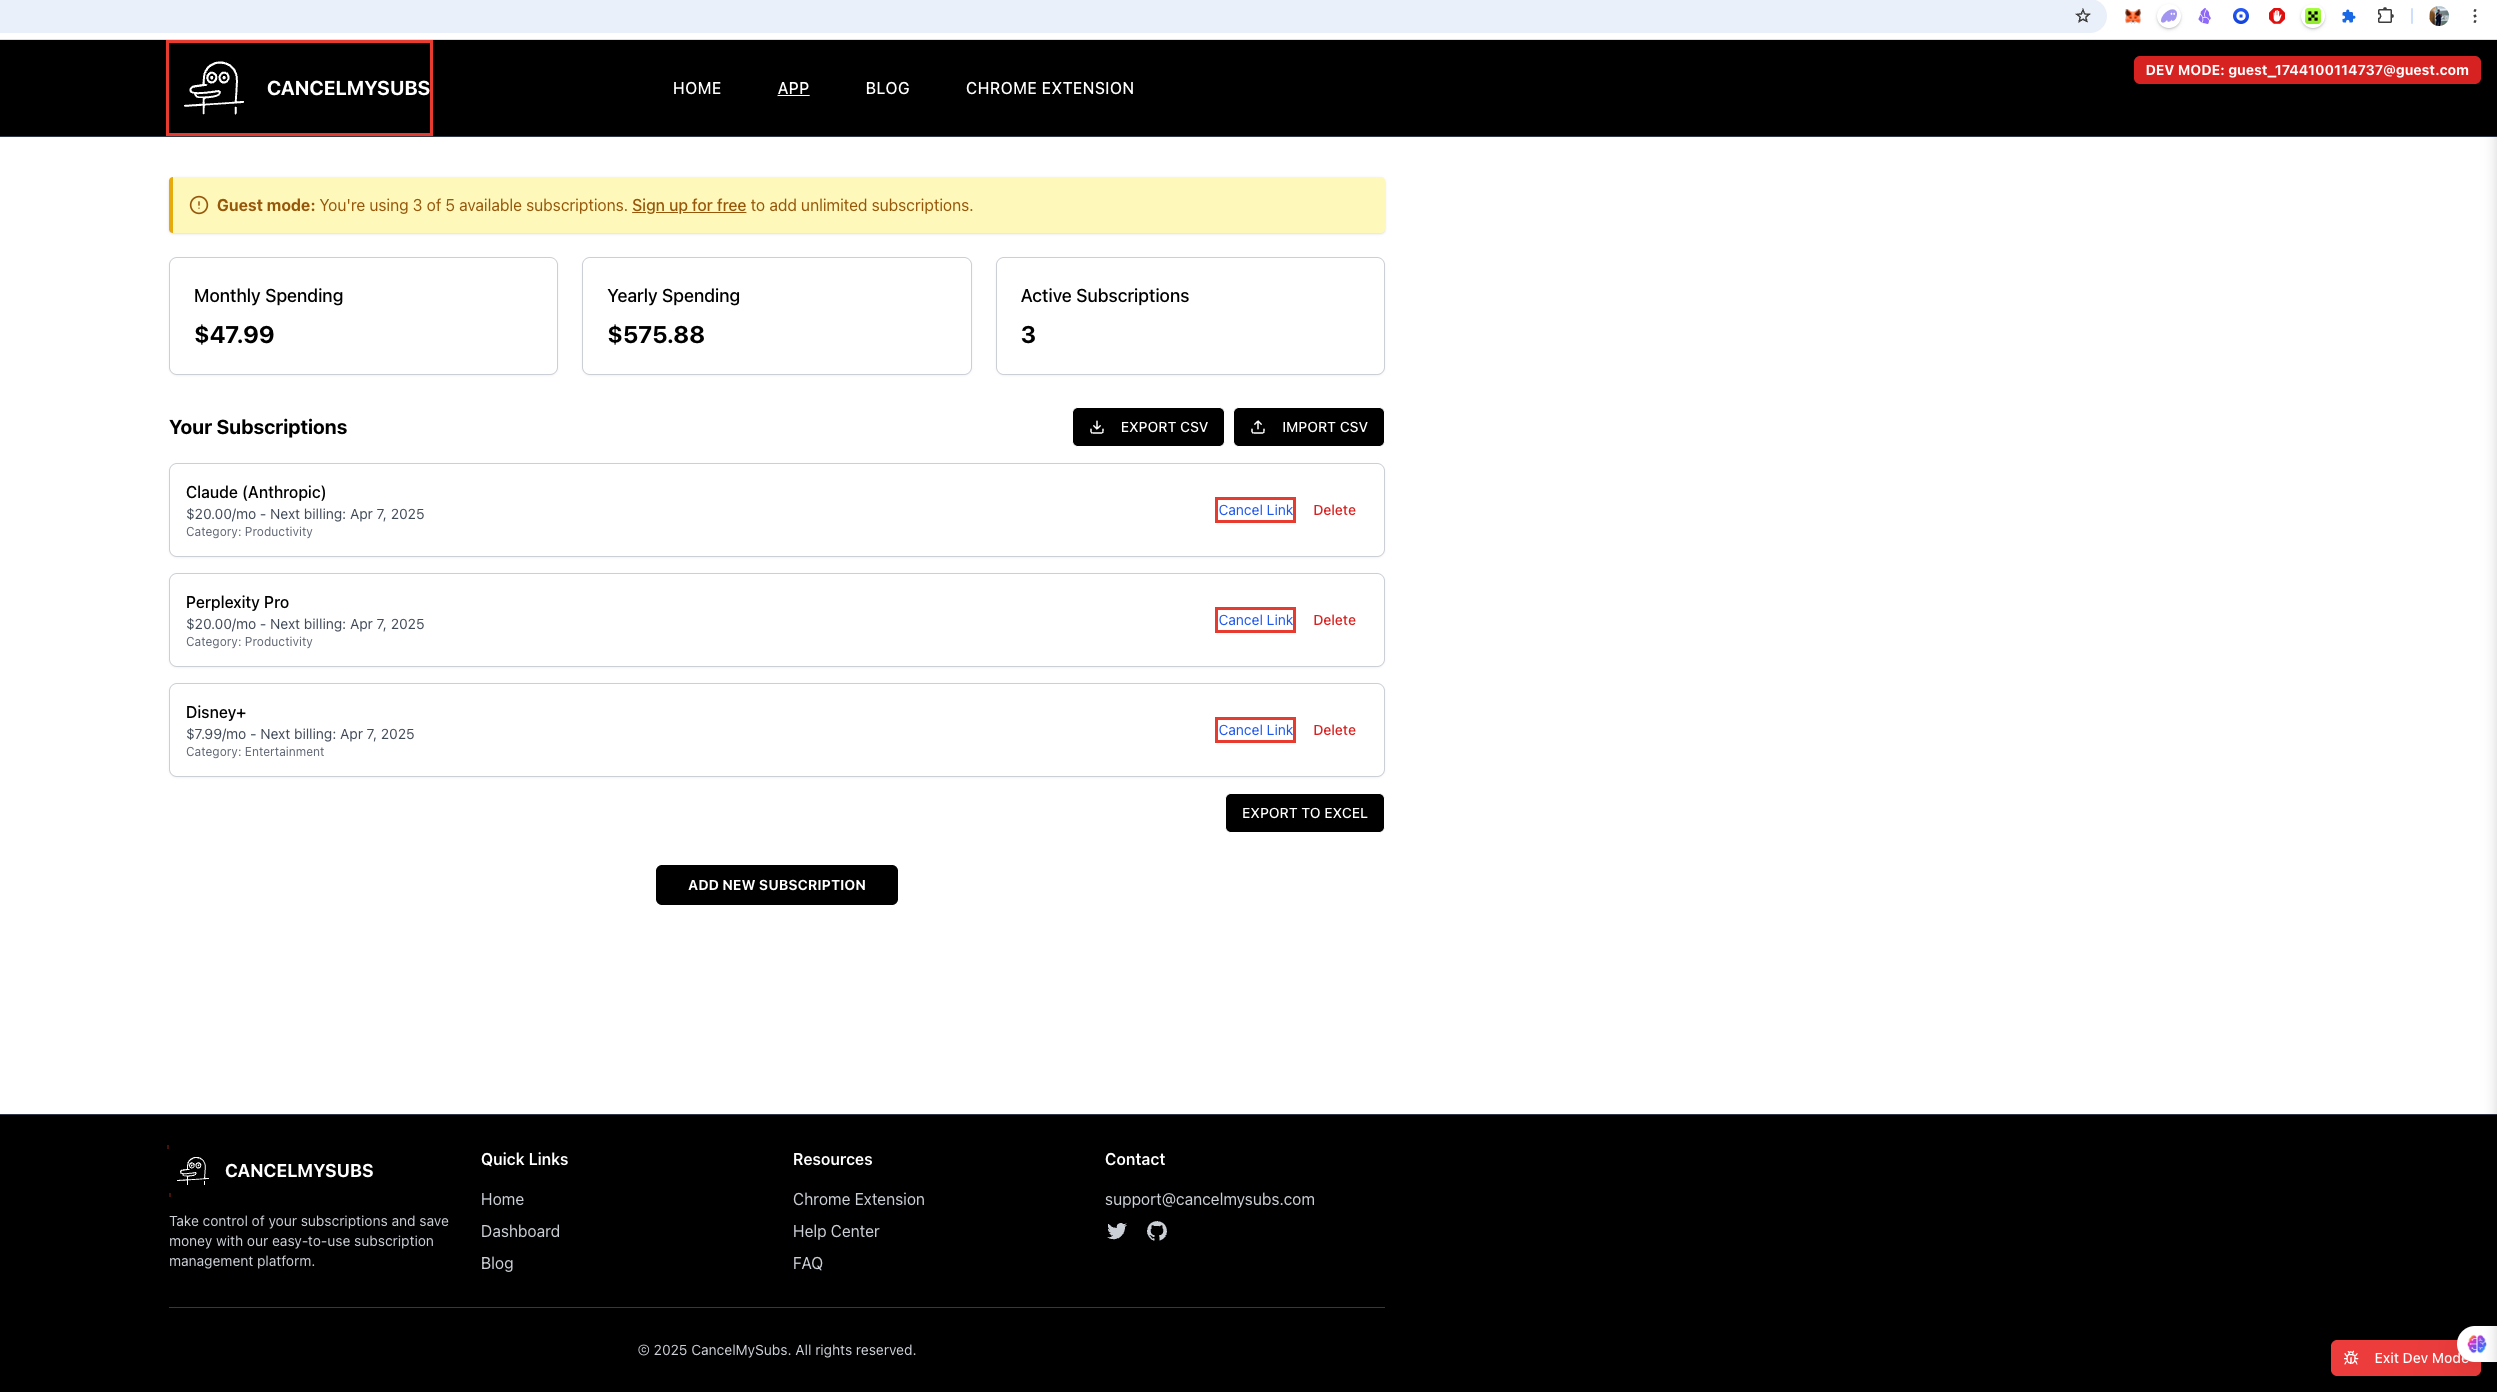 CANCELMYSUBS
HOME APP BLOG CHROME EXTENSION
DEV MODE: guest_1744100114737@guest.com
Guest mode: You're using 3 of 5 available subscriptions. Sign up for free to add unlimited subscriptions.
Monthly Spending
$47.99
Yearly Spending
$575.88
Active Subscriptions
3
Your Subscriptions
EXPORT CSV
IMPORT CSV
Claude (Anthropic)
$20.00/mo - Next billing: Apr 7, 2025
Category: Productivity
Cancel Link Delete
Perplexity Pro
$20.00/mo - Next billing: Apr 7, 2025
Category: Productivity
Cancel Link Delete
Disney+
$7.99/mo - Next billing: Apr 7, 2025
Category: Entertainment
Cancel Link Delete
EXPORT TO EXCEL
ADD NEW SUBSCRIPTION
CANCELMYSUBS
Take control of your subscriptions and save
money with our easy-to-use subscription
management platform.
Quick Links
Home
Dashboard
Blog
Resources
Chrome Extension
Help Center
FAQ
Contact
support@cancelmysubs.com
© 2025 CancelMySubs. All rights reserved.
Exit Dev Mode